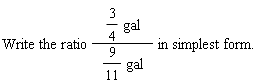 Write the ratio (3/4 gal)/(9/11 gal) in simplest form.